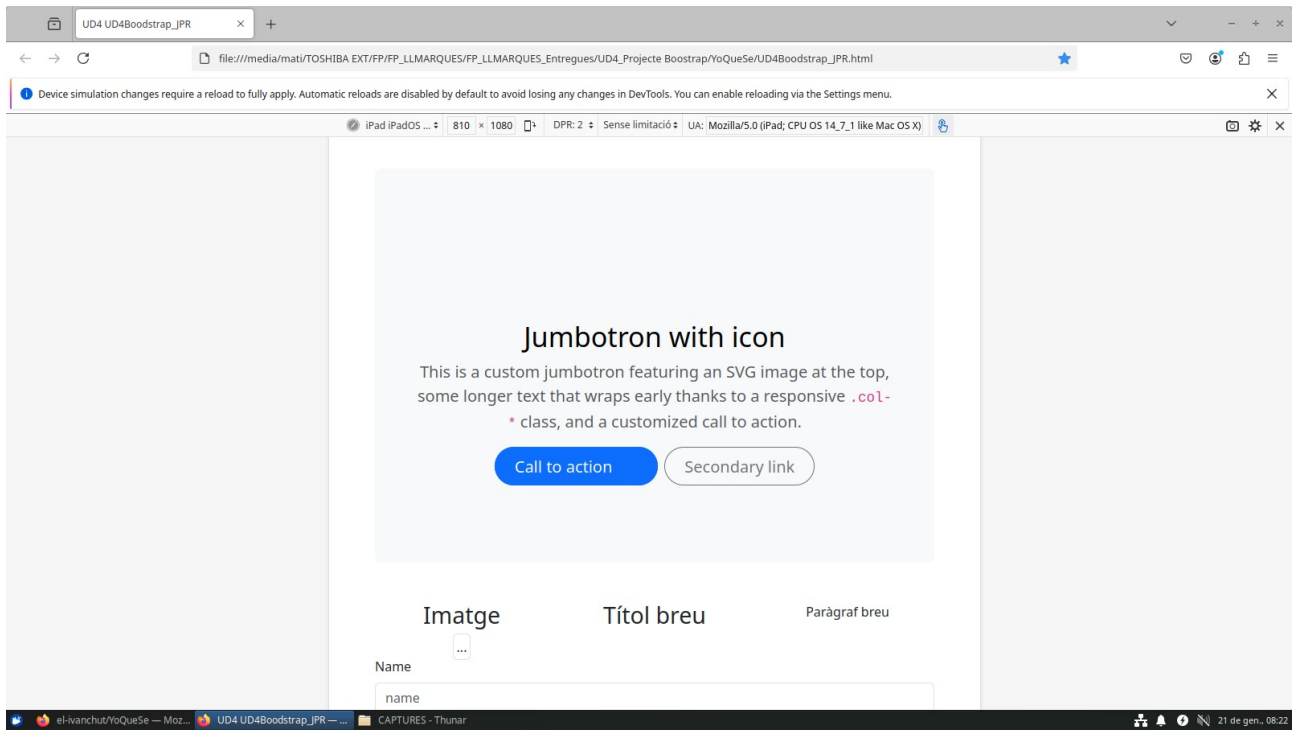 UD4 UD4Boodstrap_JPR
file:///media/mati/TOSHIBA EXT/FP/FP_LLMARQUES/FP_LLMARQUES_Entregues/UD4_Projecte Boostrap/YoQueSe/UD4Boodstrap_JPR.html
Device simulation changes require a reload to fully apply. Automatic reloads are disabled by default to avoid losing any changes in DevTools. You can enable reloading via the Settings menu.
iPad iPadOS ... 810 × 1080 DPR: 2 Sense limitació UA: Mozilla/5.0 (iPad; CPU OS 14_7_1 like Mac OS X)
Jumbotron with icon
This is a custom jumbotron featuring an SVG image at the top,
some longer text that wraps early thanks to a responsive .col-
* class, and a customized call to action.
Call to action Secondary link
Imatge Títol breu Paràgraf breu
...
Name
name
el-ivanchut/YoQueSe — Moz... UD4 UD4Boodstrap_JPR — ... CAPTURES - Thunar 21 de gen., 08:22